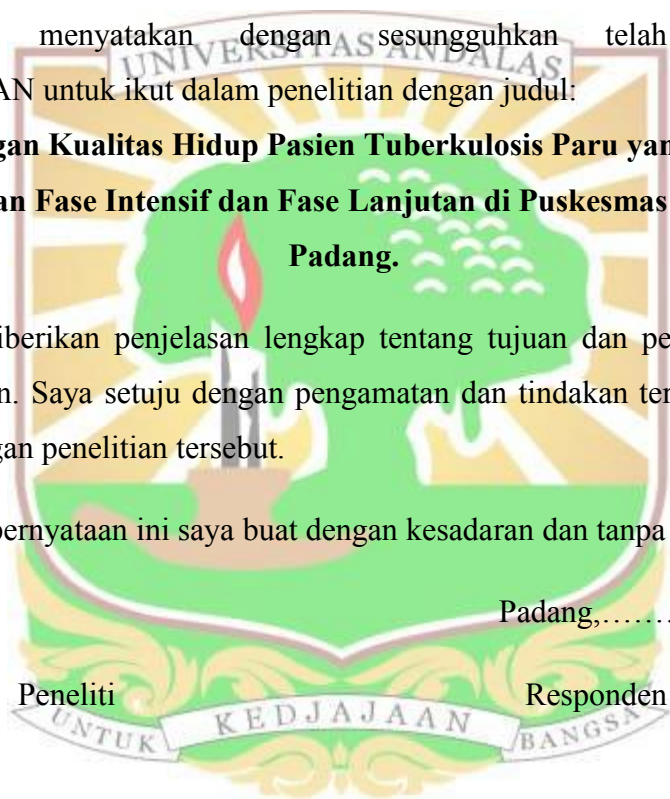 menyatakan dengan sesungguhkan telah
UNIVERSITAS ANDALAS
AN untuk ikut dalam penelitian dengan judul:
gan Kualitas Hidup Pasien Tuberkulosis Paru yan
an Fase Intensif dan Fase Lanjutan di Puskesmas
Padang.
iberikan penjelasan lengkap tentang tujuan dan pe
n. Saya setuju dengan pengamatan dan tindakan ter
gan penelitian tersebut.
pernyataan ini saya buat dengan kesadaran dan tanpa
Padang,……
Peneliti Responden
UNTUK KEDJAJAAN BANGSA